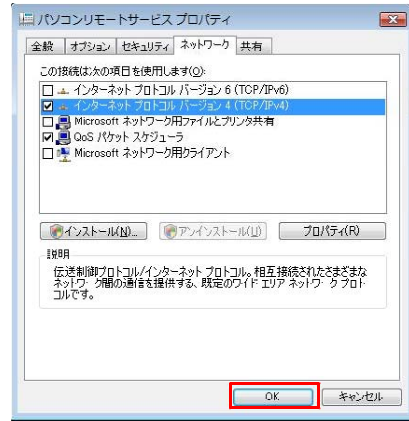 パソコンリモートサービス プロパティ
全般 オプション セキュリティ ネットワーク 共有
この接続は次の項目を使用します(O):
インターネット プロトコル バージョン 6 (TCP/IPv6)
インターネット プロトコル バージョン 4 (TCP/IPv4)
Microsoft ネットワーク用ファイルとプリンタ共有
QoS パケット スケジューラ
Microsoft ネットワーク用クライアント
インストール(N)... アンインストール(U) プロパティ(R)
説明
伝送制御プロトコル/インターネット プロトコル。相互接続されたさまざまな
ネットワーク間の通信を提供する、既定のワイド エリア ネットワーク プロト
コルです。
OK キャンセル